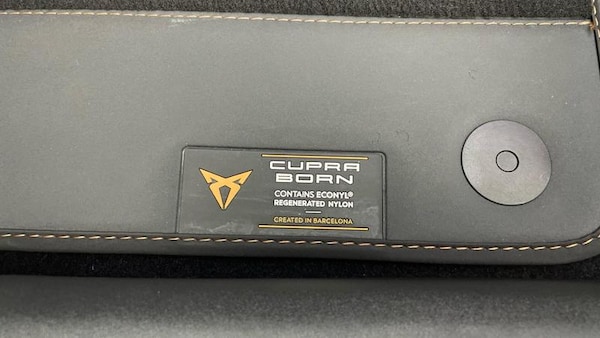 CUPRA
BORN
CONTAINS ECONYL®
REGENERATED NYLON
CREATED IN BARCELONA